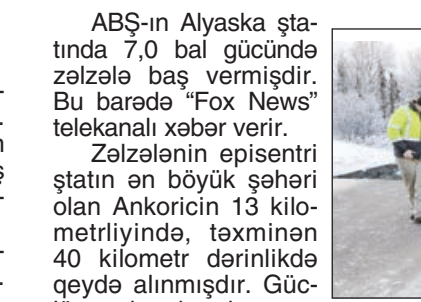 ABŞ-ın Alyaska şta-
tında 7,0 bal gücündə
zəlzələ baş vermişdir.
Bu barədə “Fox News”
telekanalı xəbər verir.
Zəlzələnin episentri
ştatın ən böyük şəhəri
olan Ankoricin 13 kilo-
metrliyində, təxminən
40 kilometr dərinlikdə
qeydə alınmışdır. Güc-